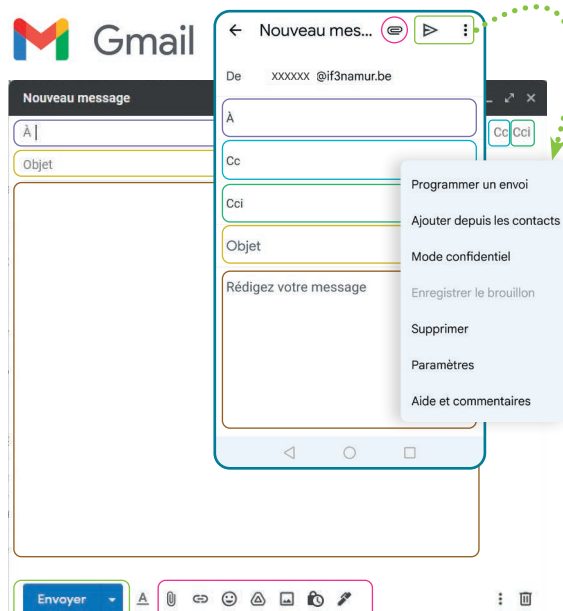 Gmail
Nouveau message
À
Cc Cci
Objet
Nouveau mes...
De XXXXXX @if3namur.be
À
Cc
Cci
Objet
Rédigez votre message
Programmer un envoi
Ajouter depuis les contacts
Mode confidentiel
Enregistrer le brouillon
Supprimer
Paramètres
Aide et commentaires
Envoyer
A